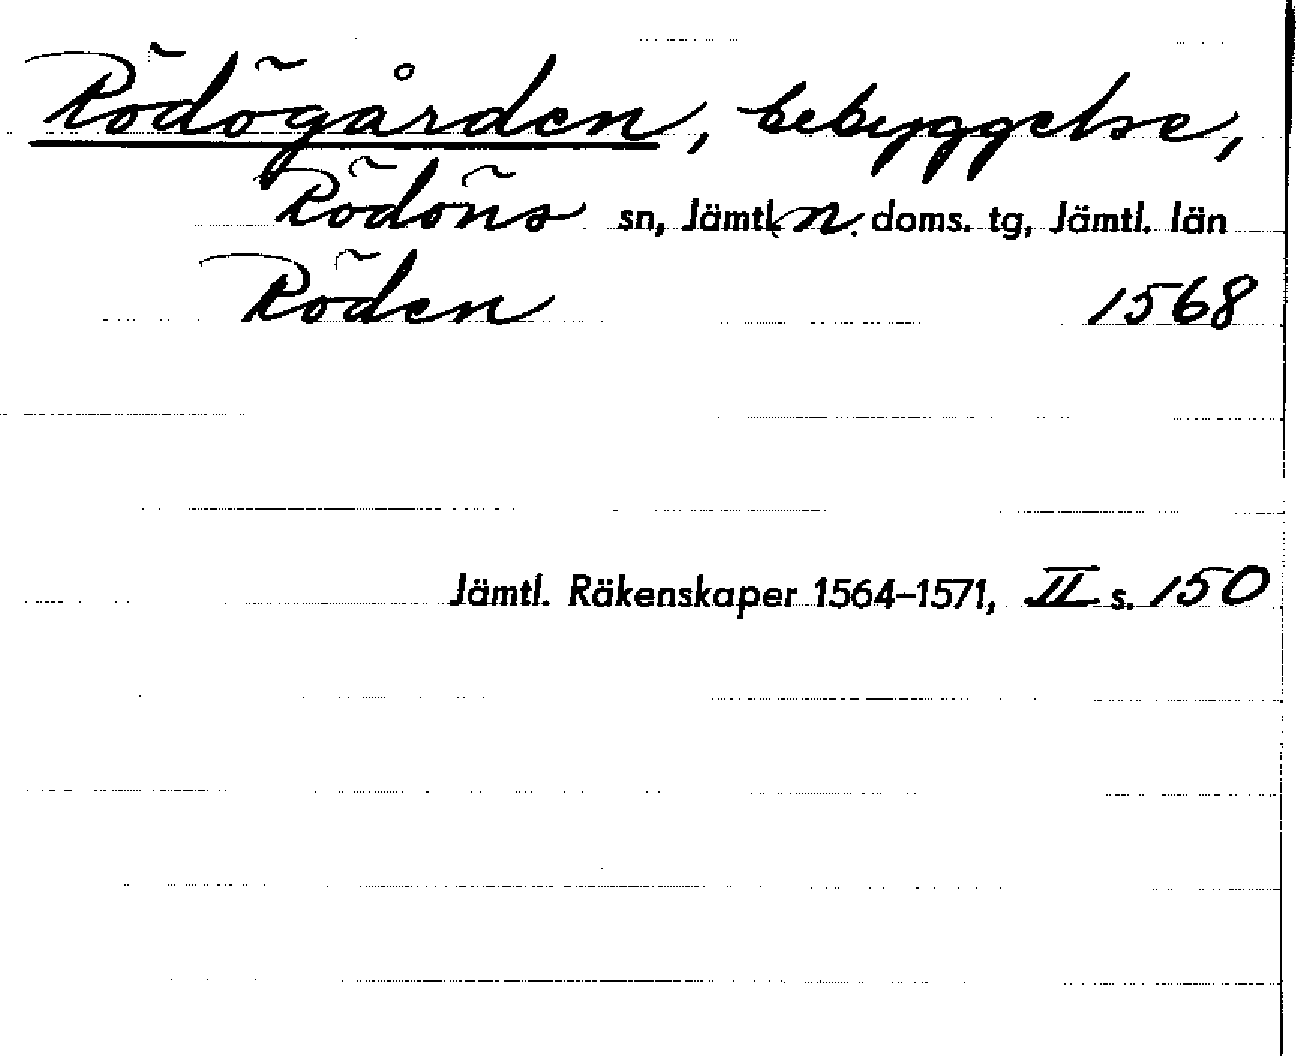 Rödögården, bebyggelse,
Rödöns sn, Jämtl. n. doms. tg, Jämtl. län
Röden 1568
Jämtl. Räkenskaper 1564–1571, II s. 150